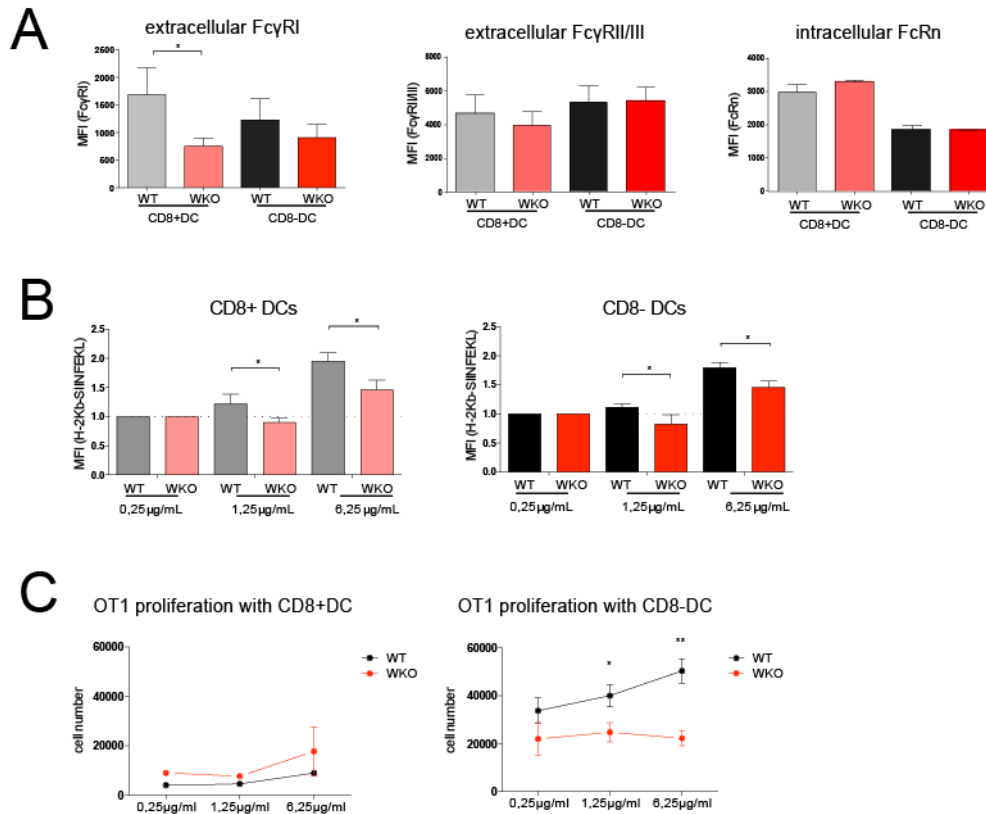 A
extracellular FcγRI
*
MFI (FcγRI)
2500
2000
1500
1000
600
0
WT
WKO
WT
WKO
CD8+DC
CD8-DC
extracellular FcγRII/III
MFI (FcγRII/III)
8000
6000
4000
2000
0
WT
WKO
WT
WKO
CD8+DC
CD8-DC
intracellular FcRn
MFI (FcRn)
4000
3000
2000
1000
0
WT
WKO
WT
WKO
CD8+DC
CD8-DC
B
CD8+ DCs
*
*
MFI (H-2Kb-SIINFEKL)
2.5
2.0
1.5
1.0
0.5
0.0
WT
WKO
WT
WKO
WT
WKO
0,25µg/mL
1,25µg/mL
6,25µg/mL
CD8- DCs
*
*
MFI (H-2Kb-SIINFEKL)
2.5
2.0
1.5
1.0
0.5
0.0
WT
WKO
WT
WKO
WT
WKO
0,25µg/mL
1,25µg/mL
6,25µg/mL
C
OT1 proliferation with CD8+DC
cell number
60000
40000
20000
0
0,25µg/ml
1,25µg/ml
6,25µg/ml
WT
WKO
OT1 proliferation with CD8-DC
cell number
60000
40000
20000
0
*
**
0,25µg/ml
1,25µg/ml
6,25µg/ml
WT
WKO